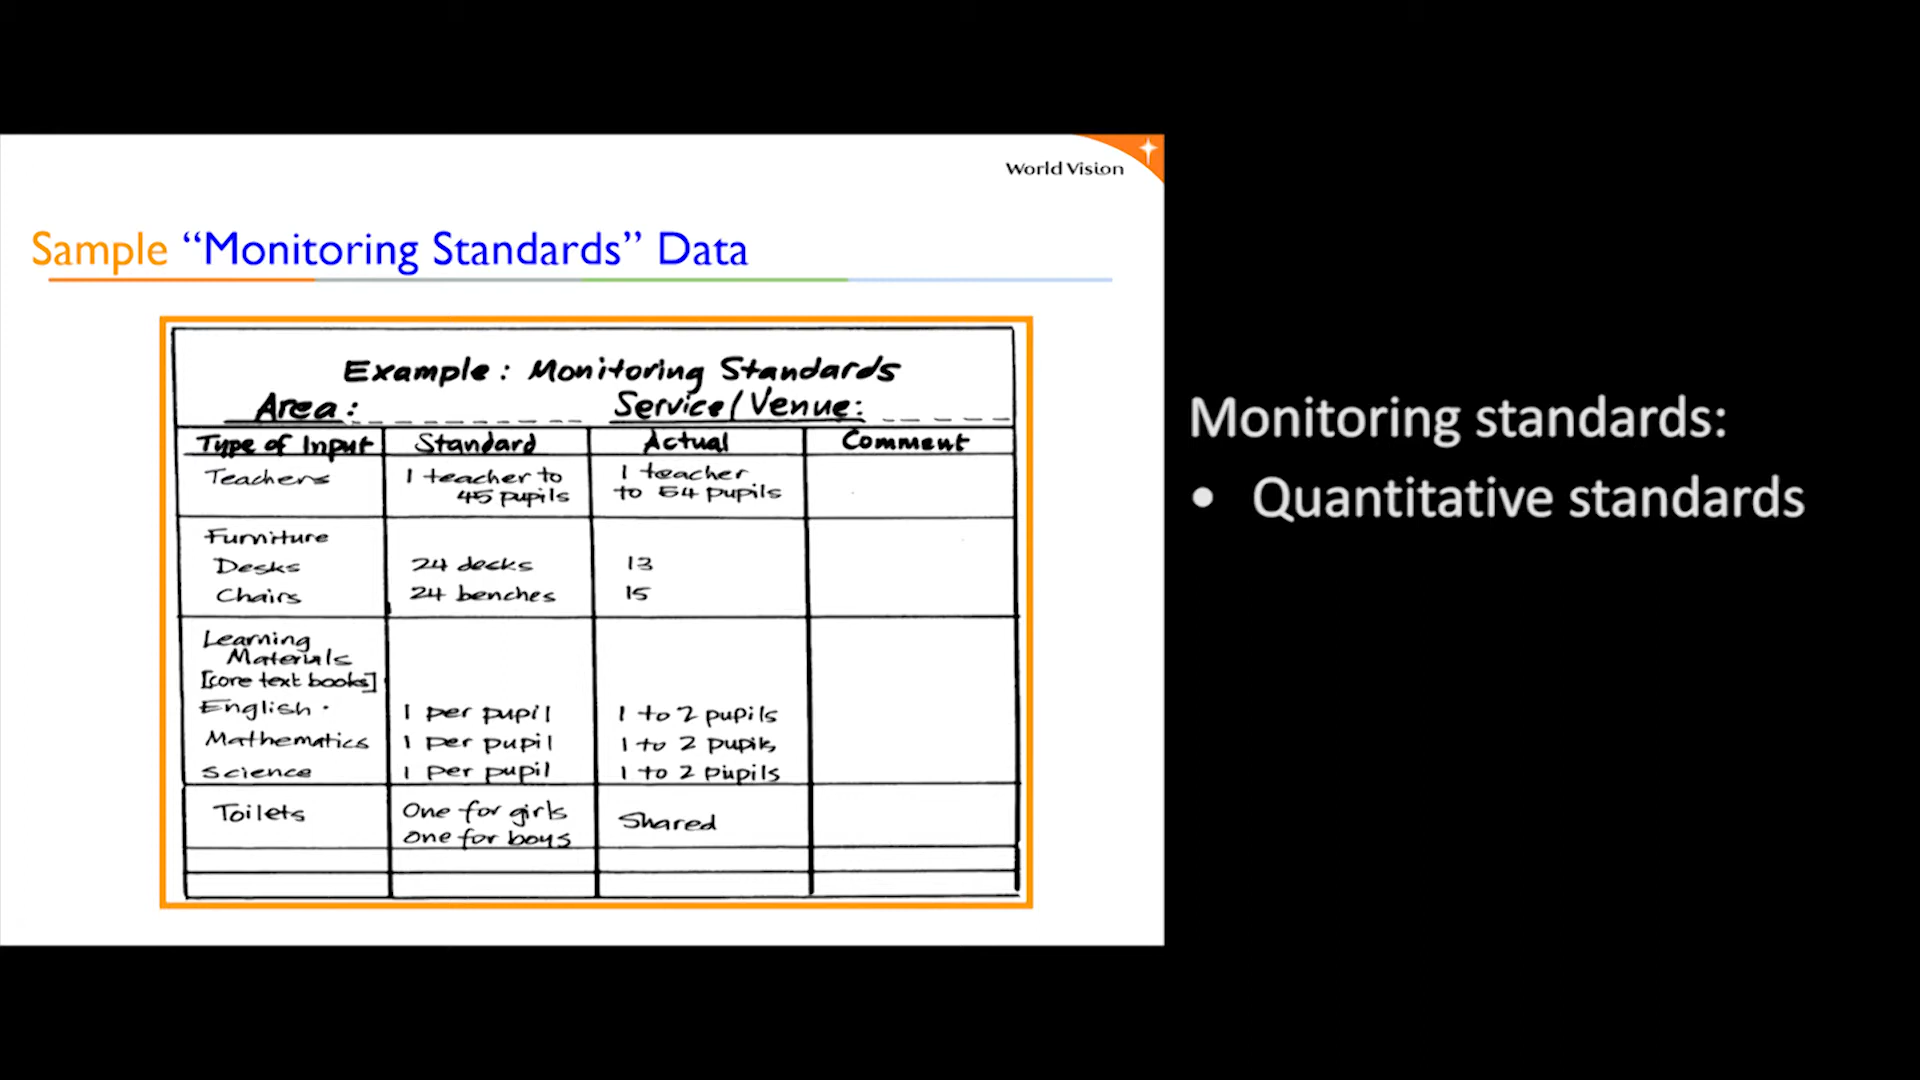 World Vision
Sample “Monitoring Standards” Data
Example: Monitoring Standards
Area: Service/Venue:
Type of Input Standard Actual Comment
Teachers 1 teacher to 45 pupils 1 teacher to 54 pupils
Furniture
Desks 24 decks 13
Chairs 24 benches 15
Learning
Materials
[core text books]
English 1 per pupil 1 to 2 pupils
Mathematics 1 per pupil 1 to 2 pupils
Science 1 per pupil 1 to 2 pupils
Toilets One for girls Shared
one for boys
Monitoring standards:
• Quantitative standards